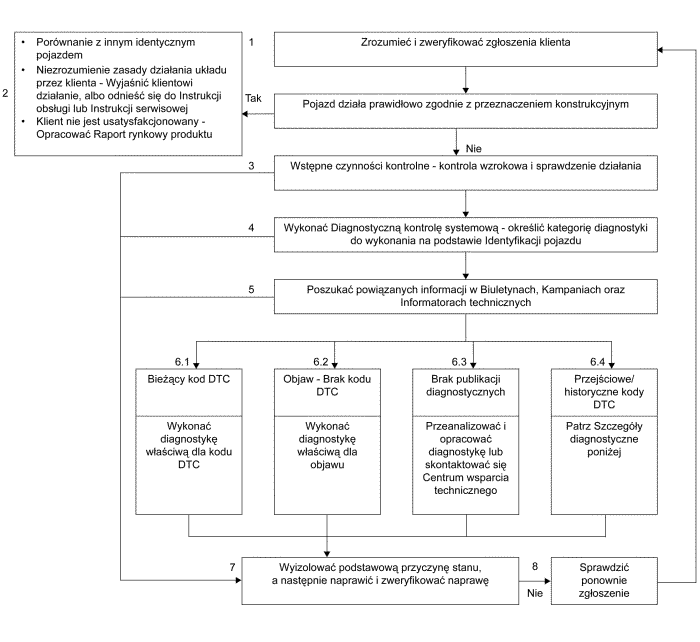 • Porównanie z innym identycznym
pojazdem
• Niezrozumienie zasady działania układu
przez klienta - Wyjaśnić klientowi
działanie, albo odnieść się do Instrukcji
obsługi lub Instrukcji serwisowej
• Klient nie jest usatysfakcjonowany -
Opracować Raport rynkowy produktu
2
1
Zrozumieć i zweryfikować zgłoszenia klienta
Tak
Pojazd działa prawidłowo zgodnie z przeznaczeniem konstrukcyjnym
Nie
3
Wstępne czynności kontrolne - kontrola wzrokowa i sprawdzenie działania
4
Wykonać Diagnostyczną kontrolę systemową - określić kategorię diagnostyki
do wykonania na podstawie Identyfikacji pojazdu
5
Poszukać powiązanych informacji w Biuletynach, Kampaniach oraz
Informatorach technicznych
6.1
Bieżący kod DTC
Wykonać
diagnostykę
właściwą dla kodu
DTC
6.2
Objaw - Brak kodu
DTC
Wykonać
diagnostykę
właściwą dla
objawu
6.3
Brak publikacji
diagnostycznych
Przeanalizować i
opracować
diagnostykę lub
skontaktować się
Centrum wsparcia
technicznego
6.4
Przejściowe/
historyczne kody
DTC
Patrz Szczegóły
diagnostyczne
poniżej
7
Wyizolować podstawową przyczynę stanu,
a następnie naprawić i zweryfikować naprawę
8
Nie
Sprawdzić
ponownie
zgłoszenie